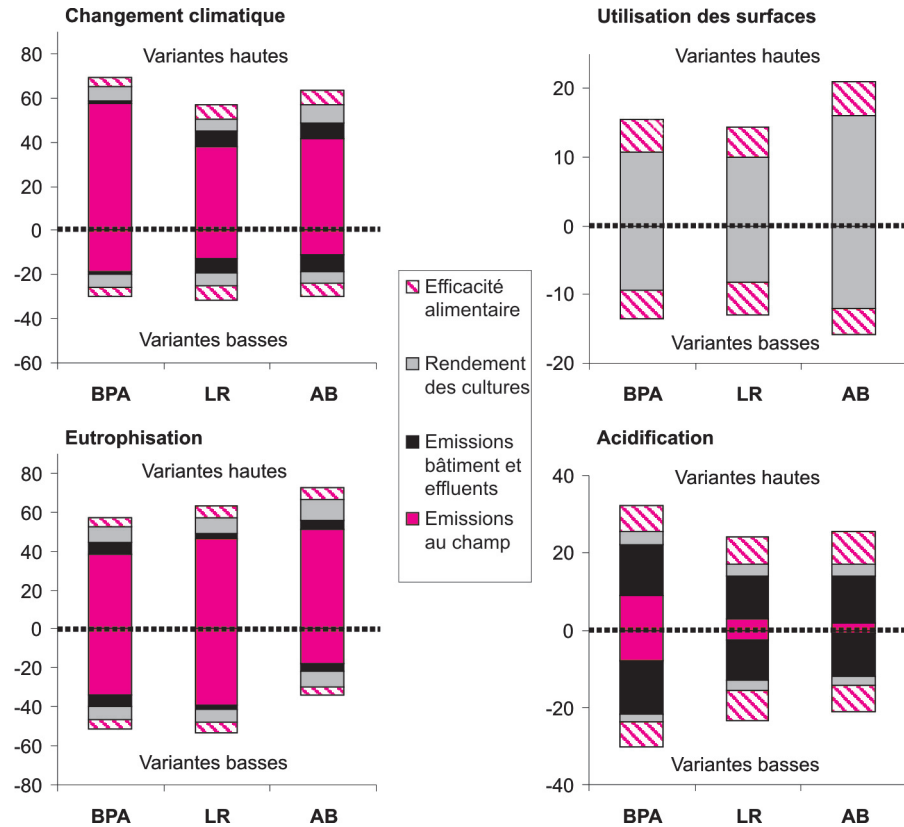 Changement climatique
80
60
40
20
0
-20
-40
-60
Variantes hautes
Variantes basses
BPA LR AB
Utilisation des surfaces
20
10
0
-10
-20
Variantes hautes
Variantes basses
BPA LR AB
Efficacité
alimentaire
Rendement
des cultures
Emissions
bâtiment et
effluents
Emissions
au champ
Eutrophisation
80
60
40
20
0
-20
-40
-60
-80
Variantes hautes
Variantes basses
BPA LR AB
Acidification
40
20
0
-20
-40
Variantes hautes
Variantes basses
BPA LR AB